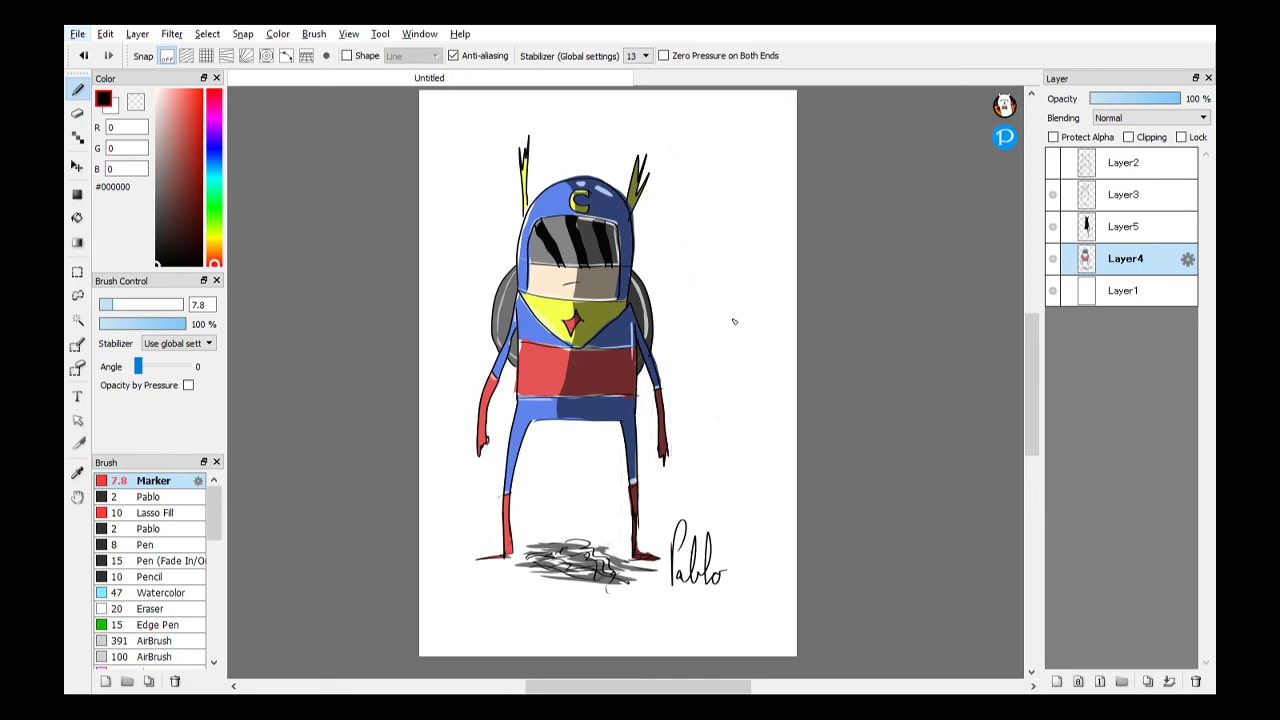 File Edit Layer Filter Select Snap Color Brush View Tool Window Help
Snap OFF Shape Line Anti-aliasing Stabilizer (Global settings) 13 Zero Pressure on Both Ends
Color
Untitled
Layer
R 0
G 0
B 0
#000000
Brush Control
7.8
100 %
Stabilizer Use global sett
Angle 0
Opacity by Pressure
Brush
7.8 Marker
2 Pablo
10 Lasso Fill
2 Pablo
8 Pen
15 Pen (Fade In/Ou
10 Pencil
47 Watercolor
20 Eraser
15 Edge Pen
391 AirBrush
100 AirBrush
C
Pablo
Opacity 100 %
Blending Normal
Protect Alpha Clipping Lock
Layer2
Layer3
Layer5
Layer4
Layer1